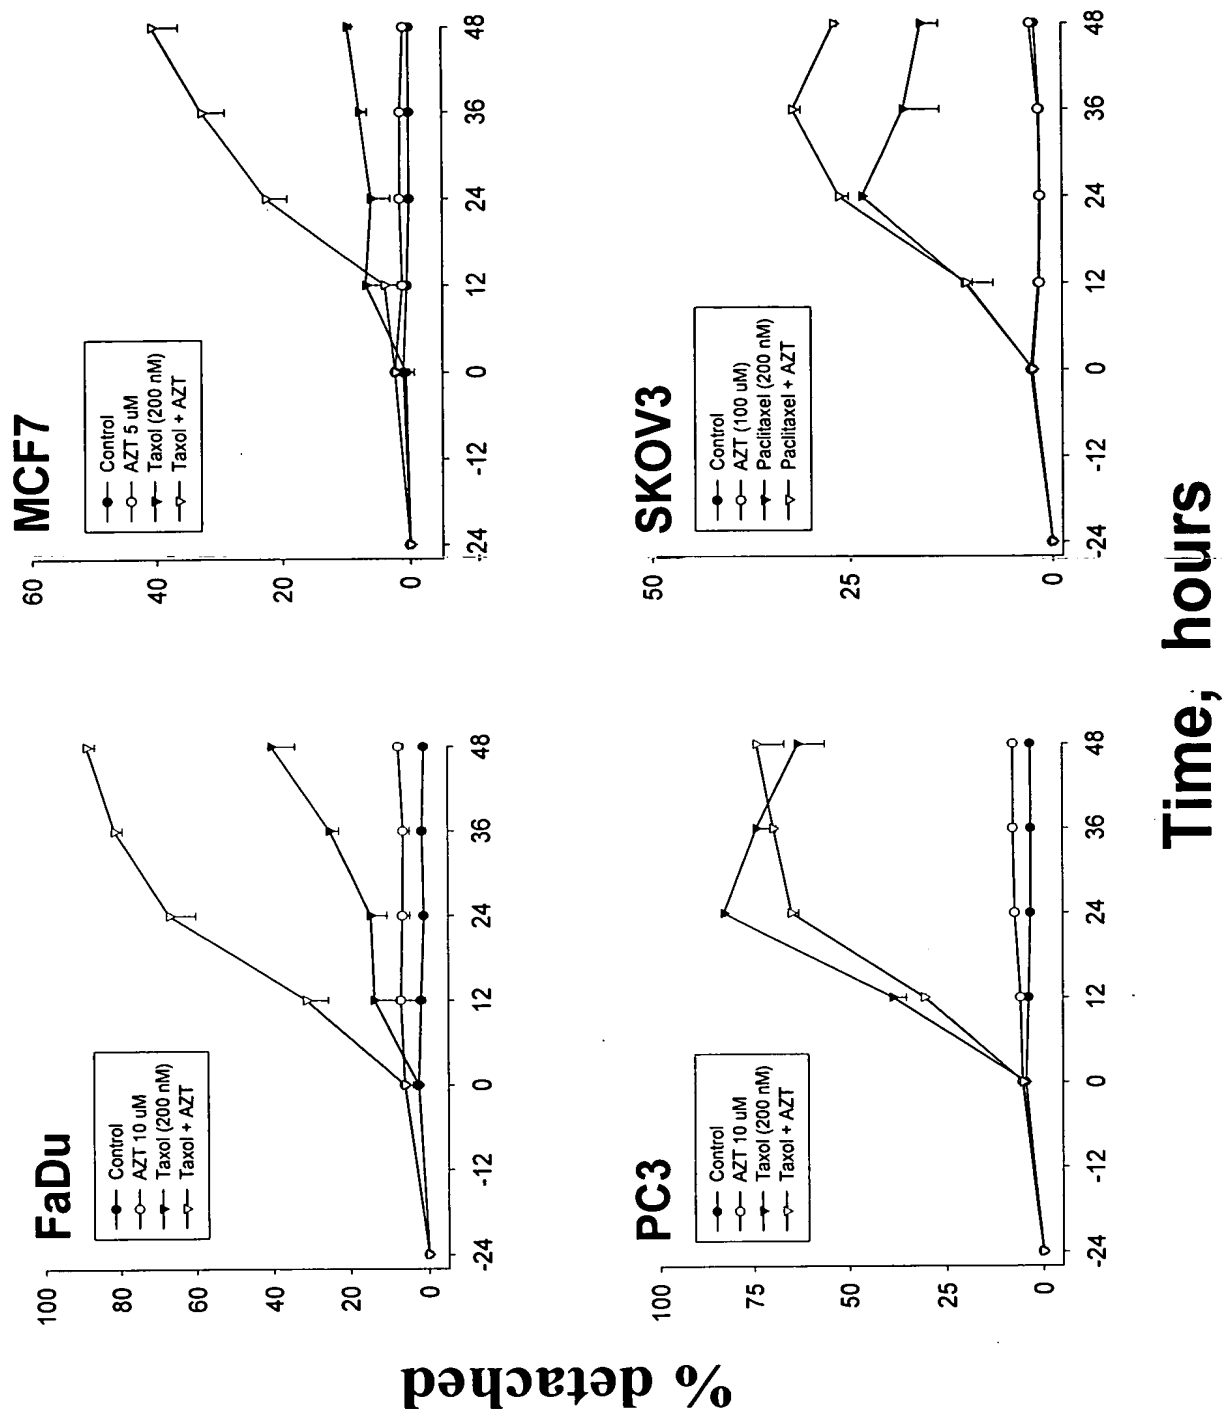 FaDu
Control
AZT 10 uM
Taxol (200 nM)
Taxol + AZT
100
80
60
40
20
0
-24 -12 0 12 24 36 48
MCF7
Control
AZT 5 uM
Taxol (200 nM)
Taxol + AZT
60
40
20
0
-24 -12 0 12 24 36 48
PC3
Control
AZT 10 uM
Taxol (200 nM)
Taxol + AZT
100
75
50
25
0
-24 -12 0 12 24 36 48
SKOV3
Control
AZT (100 uM)
Paclitaxel (200 nM)
Paclitaxel + AZT
50
25
0
-24 -12 0 12 24 36 48
% detached
Time, hours